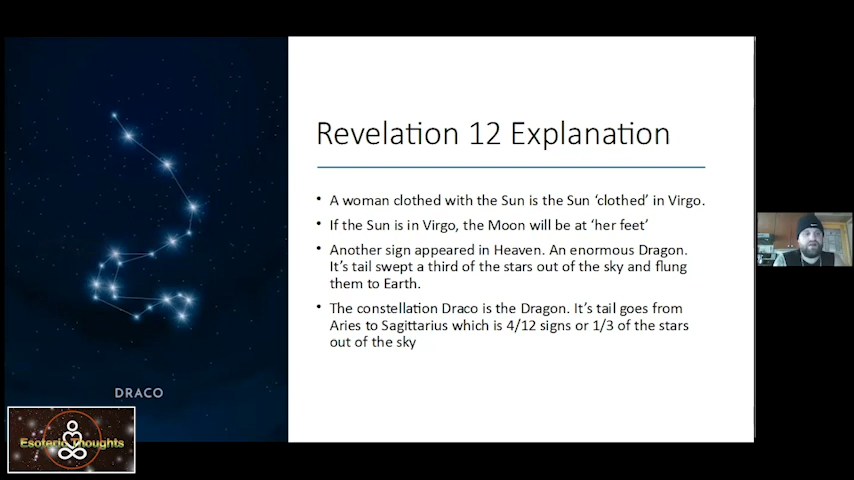 Revelation 12 Explanation
• A woman clothed with the Sun is the Sun ‘clothed’ in Virgo.
• If the Sun is in Virgo, the Moon will be at ‘her feet’
• Another sign appeared in Heaven. An enormous Dragon.
It’s tail swept a third of the stars out of the sky and flung
them to Earth.
• The constellation Draco is the Dragon. It’s tail goes from
Aries to Sagittarius which is 4/12 signs or 1/3 of the stars
out of the sky
DRACO
Esoteric Thoughts